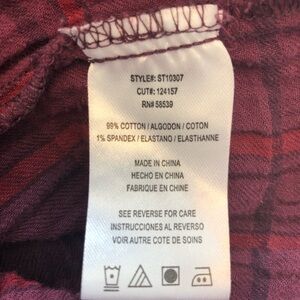 STYLE#: ST10307
CUT#: 124157
RN# 58539
99% COTTON / ALGODON / COTON
1% SPANDEX / ELASTANO / ELASTHANNE
MADE IN CHINA
HECHO EN CHINA
FABRIQUE EN CHINE
SEE REVERSE FOR CARE
INSTRUCCIONES AL REVERSO
VOIR AUTRE COTE DE SOINS